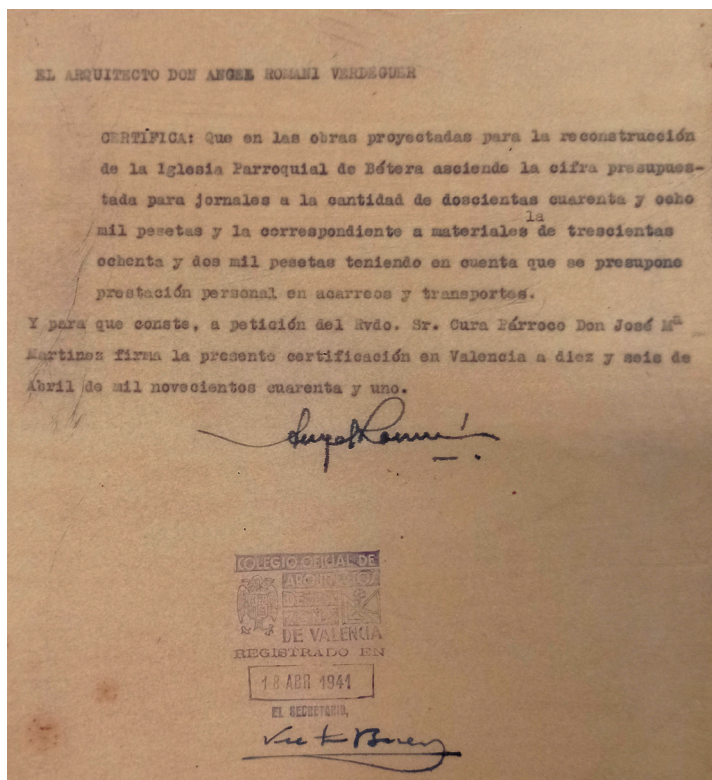 EL ARQUITECTO DON ANGEL ROMANI VERDEGUER
CERTIFICA: Que en las obras proyectadas para la reconstrucción
de la Iglesia Parroquial de Bétera asciende la cifra presupues-
tada para jornales a la cantidad de doscientas cuarenta y ocho
la
mil pesetas y la correspondiente a materiales de trescientas
ochenta y dos mil pesetas teniendo en cuenta que se presupone
prestación personal en acarreos y transportes.
Y para que conste, a petición del Rvdo. Sr. Cura Párroco Don José Mª
Martinez firma la presente certificación en Valencia a diez y seis de
Abril de mil novecientos cuarenta y uno.
Angel Romaní
COLEGIO OFICIAL DE
ARQUITECTOS
DE VALENCIA
REGISTRADO EN
18 ABR 1941
EL SECRETARIO,